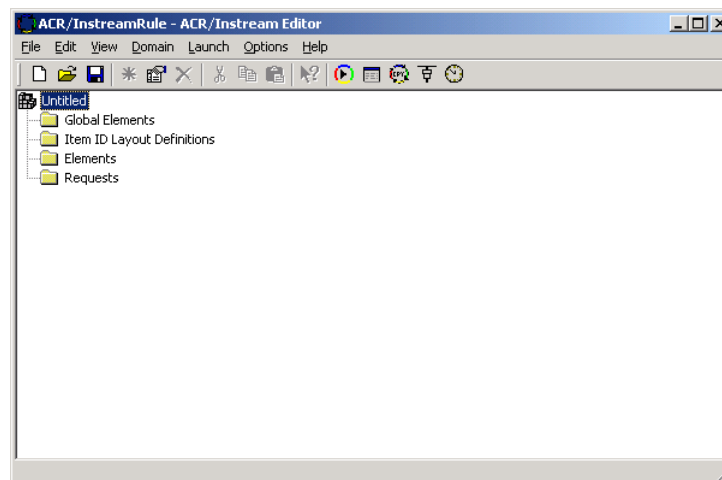 ACR/InstreamRule - ACR/Instream Editor
File Edit View Domain Launch Options Help
Untitled
Global Elements
Item ID Layout Definitions
Elements
Requests